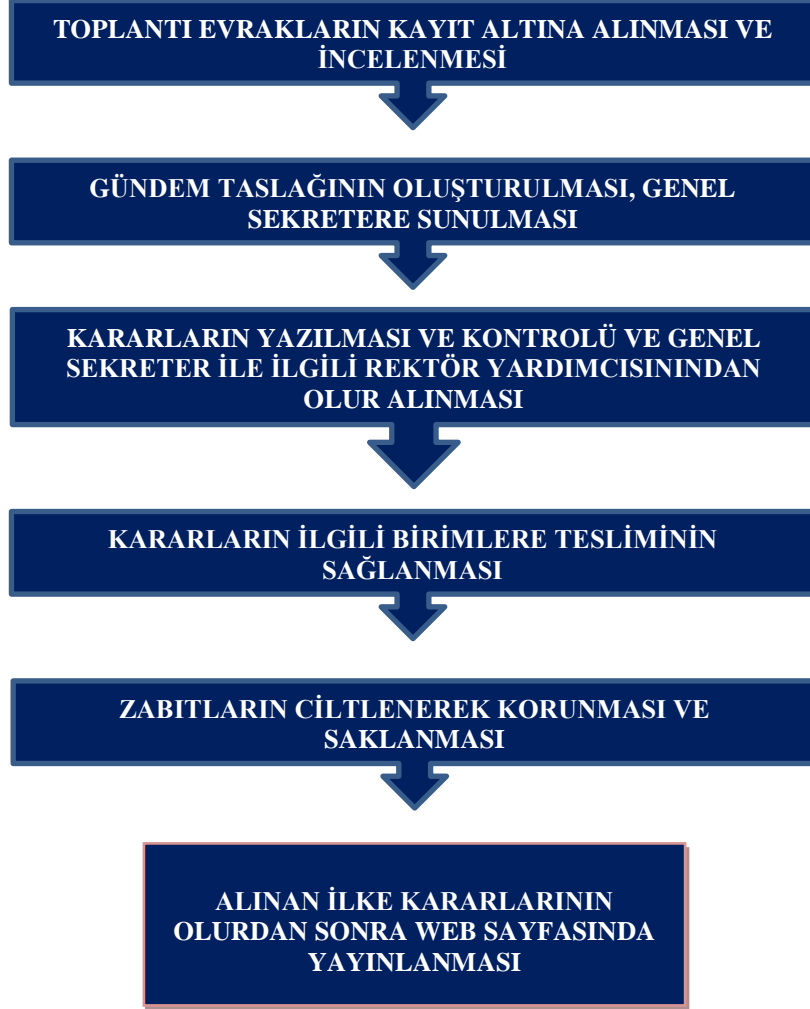 TOPLANTI EVRAKLARIN KAYIT ALTINA ALINMASI VE
İNCELENMESİ
GÜNDEM TASLAĞININ OLUŞTURULMASI, GENEL
SEKRETERE SUNULMASI
KARARLARIN YAZILMASI VE KONTROLÜ VE GENEL
SEKRETER İLE İLGİLİ REKTÖR YARDIMCISININDAN
OLUR ALINMASI
KARARLARIN İLGİLİ BİRİMLERE TESLİMİNİN
SAĞLANMASI
ZABITLARIN CİLTLENEREK KORUNMASI VE
SAKLANMASI
ALINAN İLKE KARARLARININ
OLURDAN SONRA WEB SAYFASINDA
YAYINLANMASI